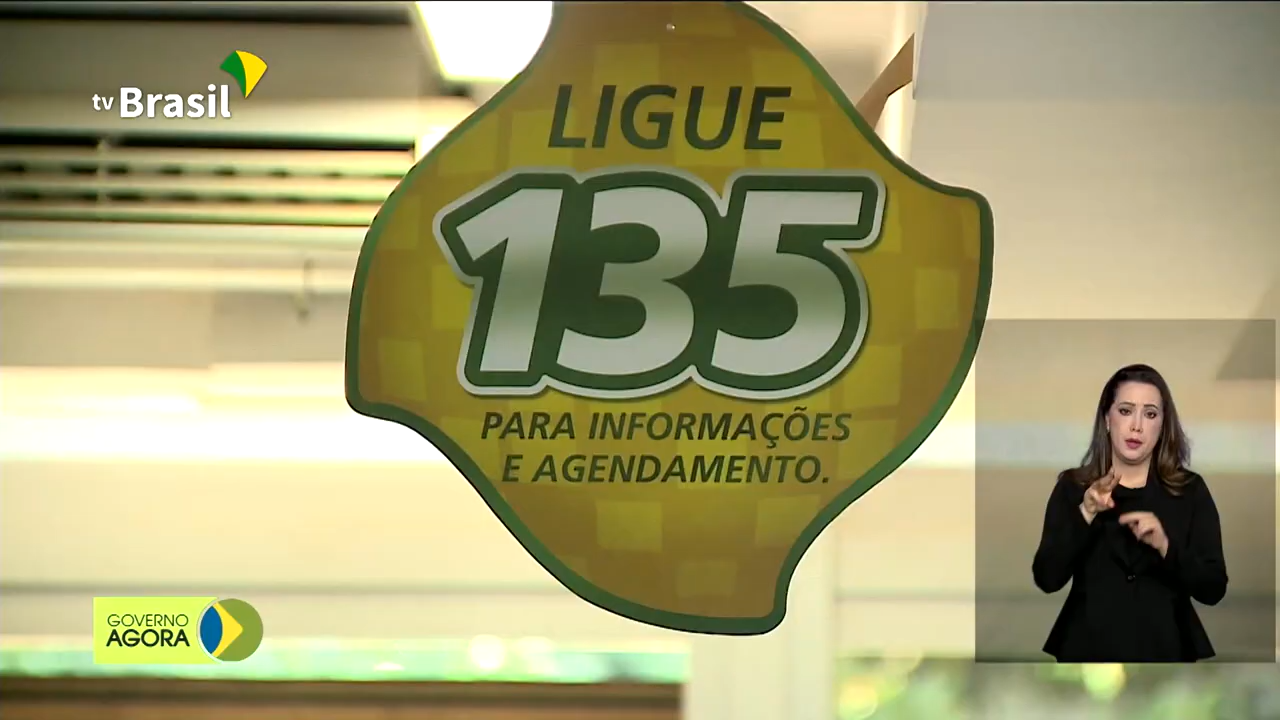 tv Brasil
LIGUE
135
PARA INFORMAÇÕES
E AGENDAMENTO.
GOVERNO
AGORA